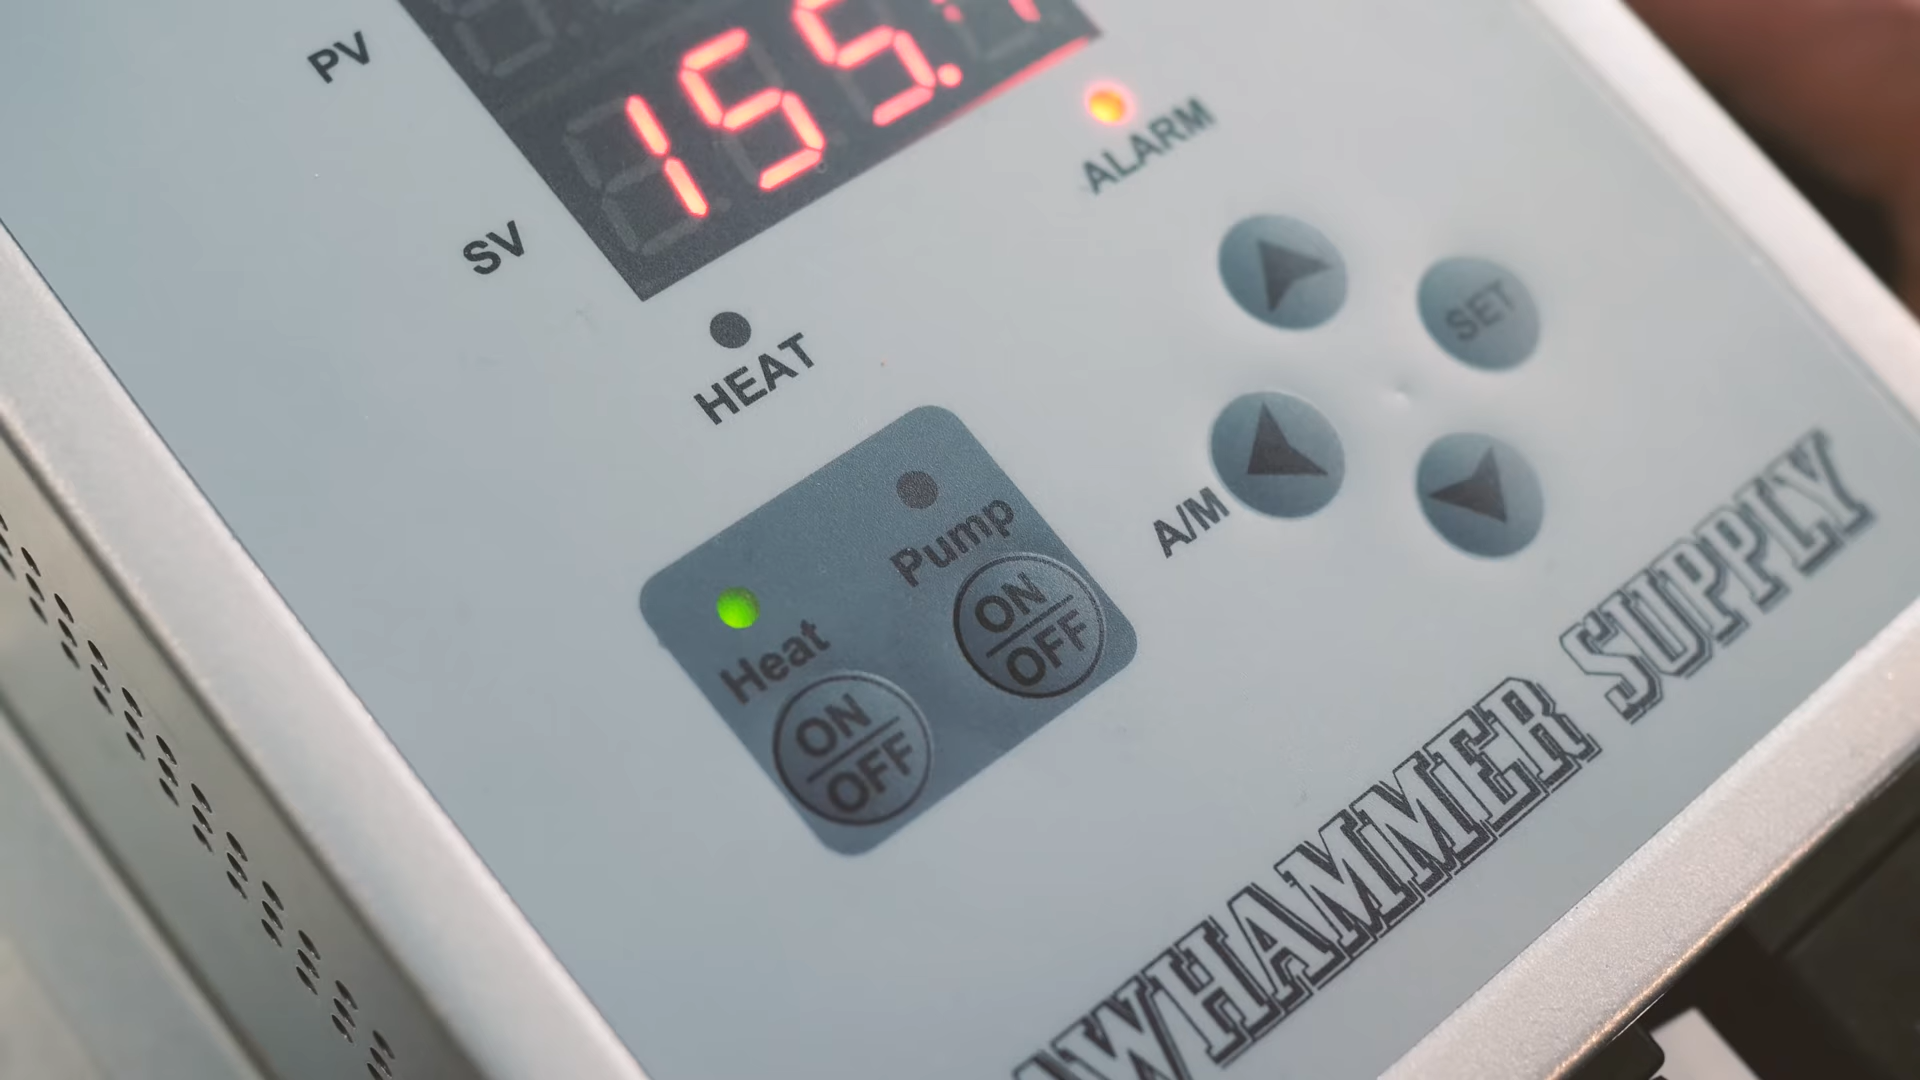 PV
155.
SV
ALARM
HEAT
SET
A/M
Pump
ON
OFF
Heat
ON
OFF
WHAMMER SUPPLY